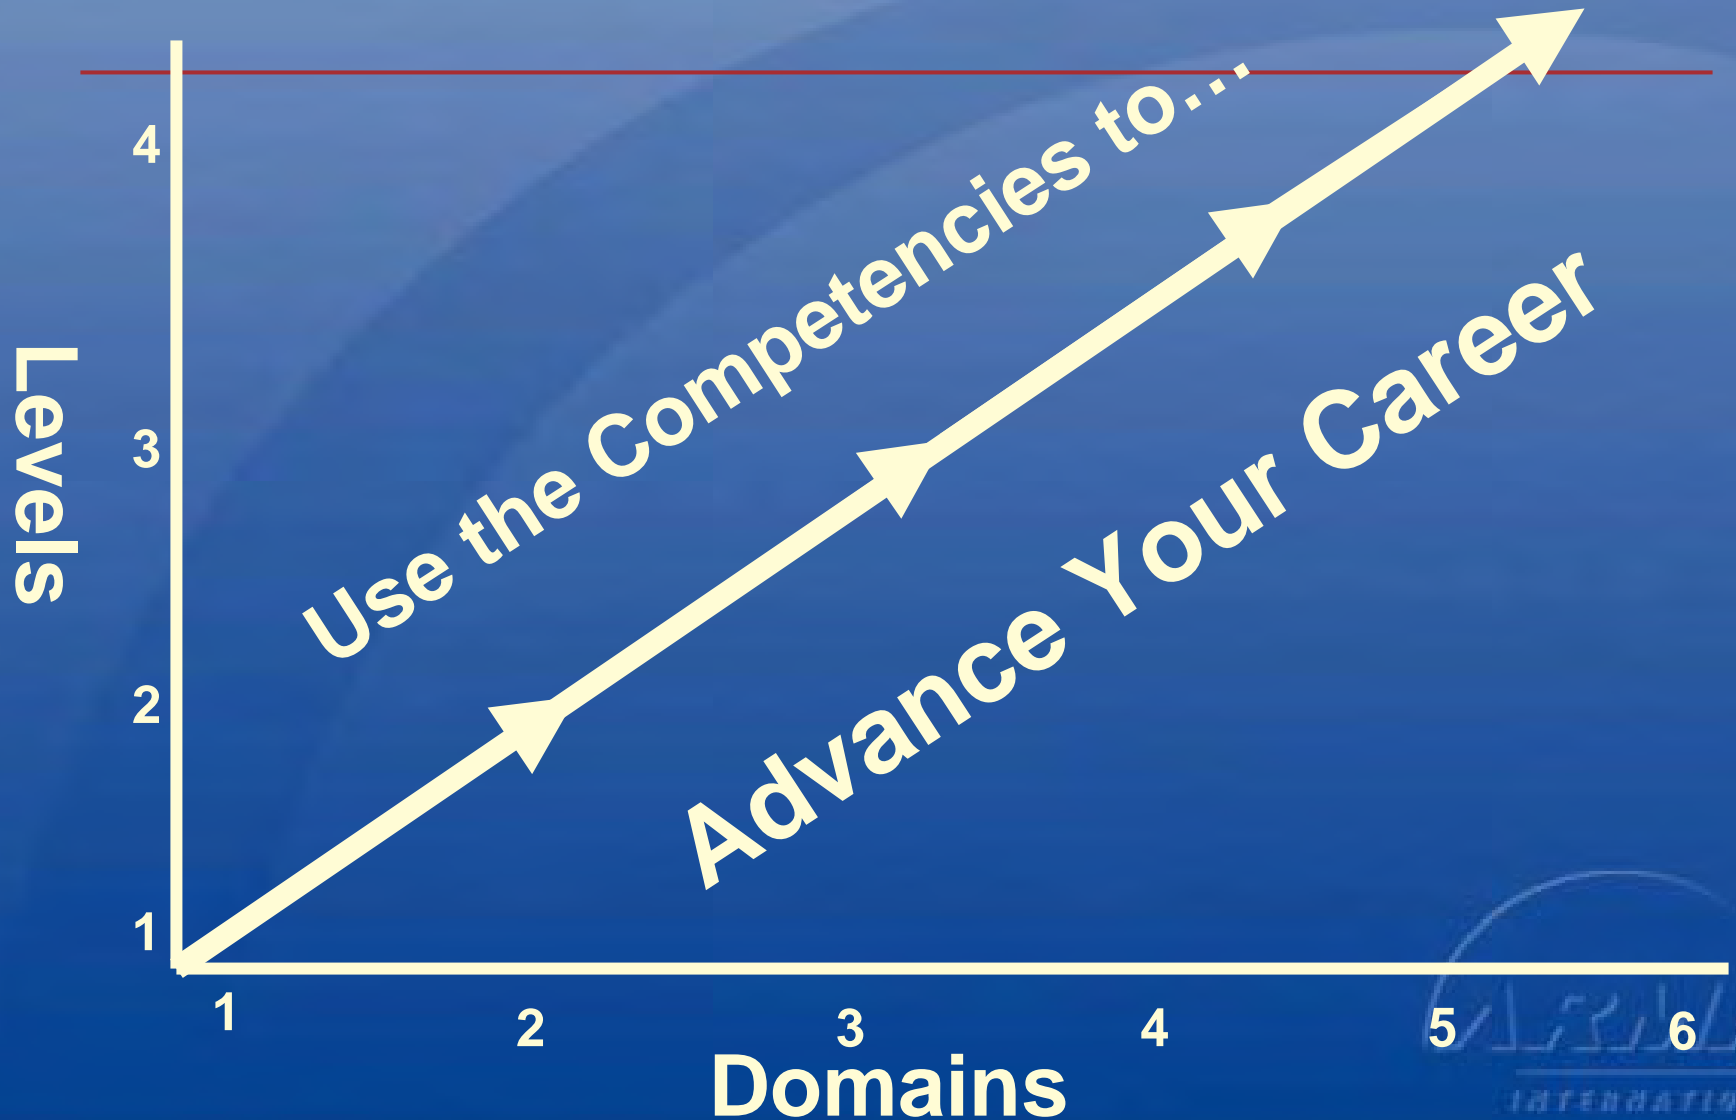 Use the Competencies to...
Advance Your Career
Levels
4
3
2
1
1 2 3 4 5 6
Domains
ARMA